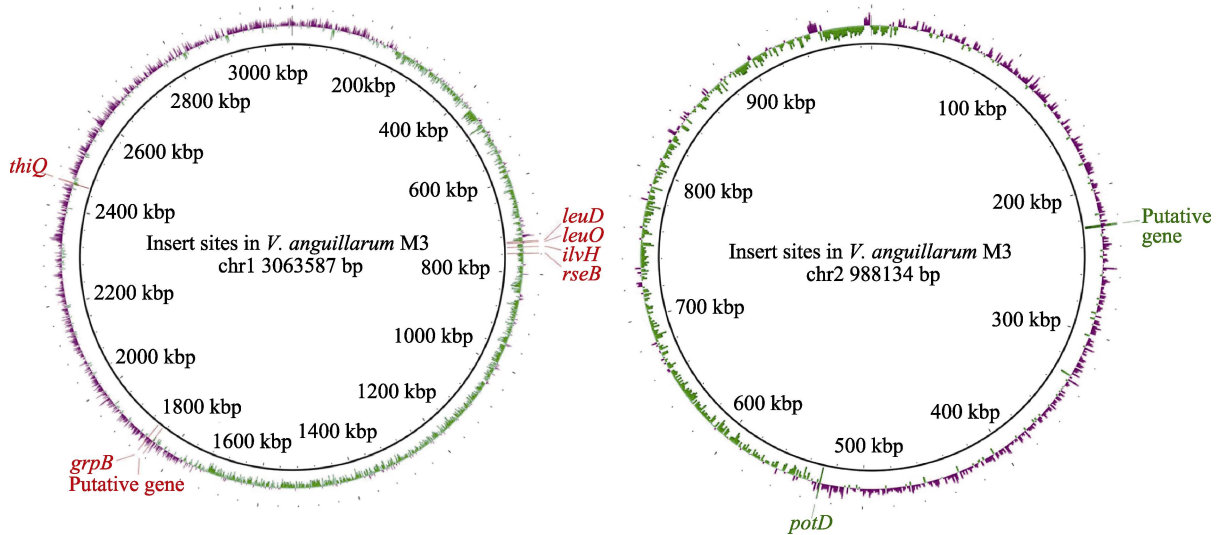 3000 kbp
200kbp
2800 kbp
400 kbp
2600 kbp
600 kbp
thiQ
2400 kbp
Insert sites in V. anguillarum M3
chr1 3063587 bp
leuD
leuO
ilvH
rseB
800 kbp
2200 kbp
1000 kbp
2000 kbp
1200 kbp
1800 kbp
1400 kbp
1600 kbp
grpB
Putative gene
900 kbp
100 kbp
800 kbp
200 kbp
Putative
gene
Insert sites in V. anguillarum M3
chr2 988134 bp
700 kbp
300 kbp
600 kbp
400 kbp
500 kbp
potD